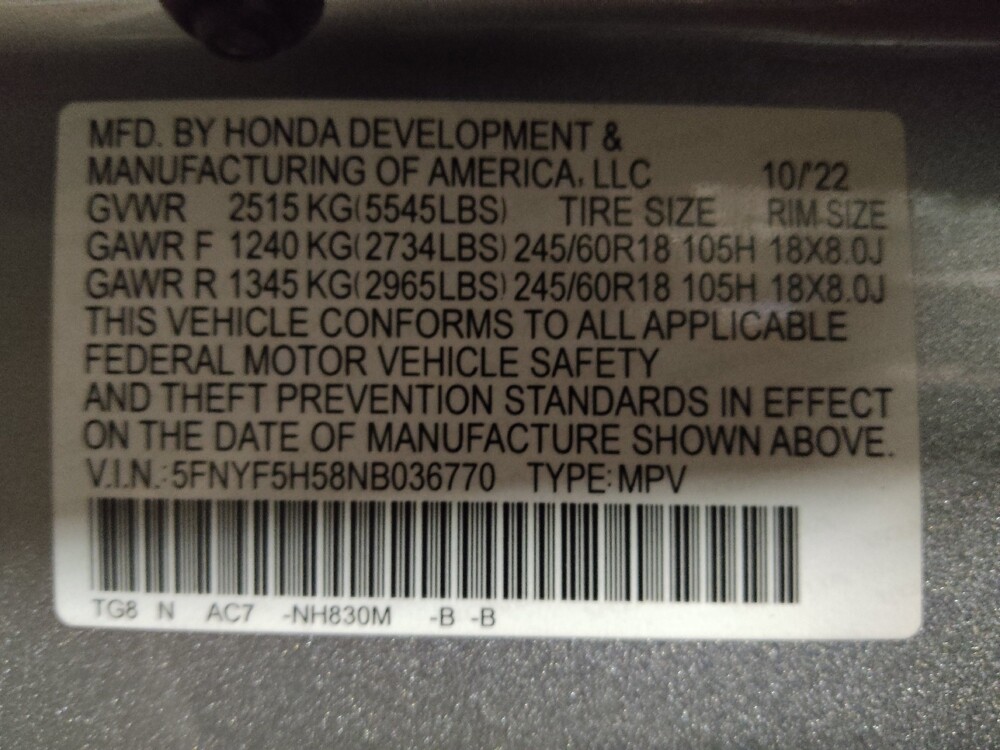 MFD. BY HONDA DEVELOPMENT &
MANUFACTURING OF AMERICA, LLC 10/'22
GVWR 2515 KG(5545LBS) TIRE SIZE RIM SIZE
GAWR F 1240 KG(2734LBS) 245/60R18 105H 18X8.0J
GAWR R 1345 KG(2965LBS) 245/60R18 105H 18X8.0J
THIS VEHICLE CONFORMS TO ALL APPLICABLE
FEDERAL MOTOR VEHICLE SAFETY
AND THEFT PREVENTION STANDARDS IN EFFECT
ON THE DATE OF MANUFACTURE SHOWN ABOVE.
V.I.N.: 5FNYF5H58NB036770 TYPE: MPV
TG8 N AC7 -NH830M -B -B